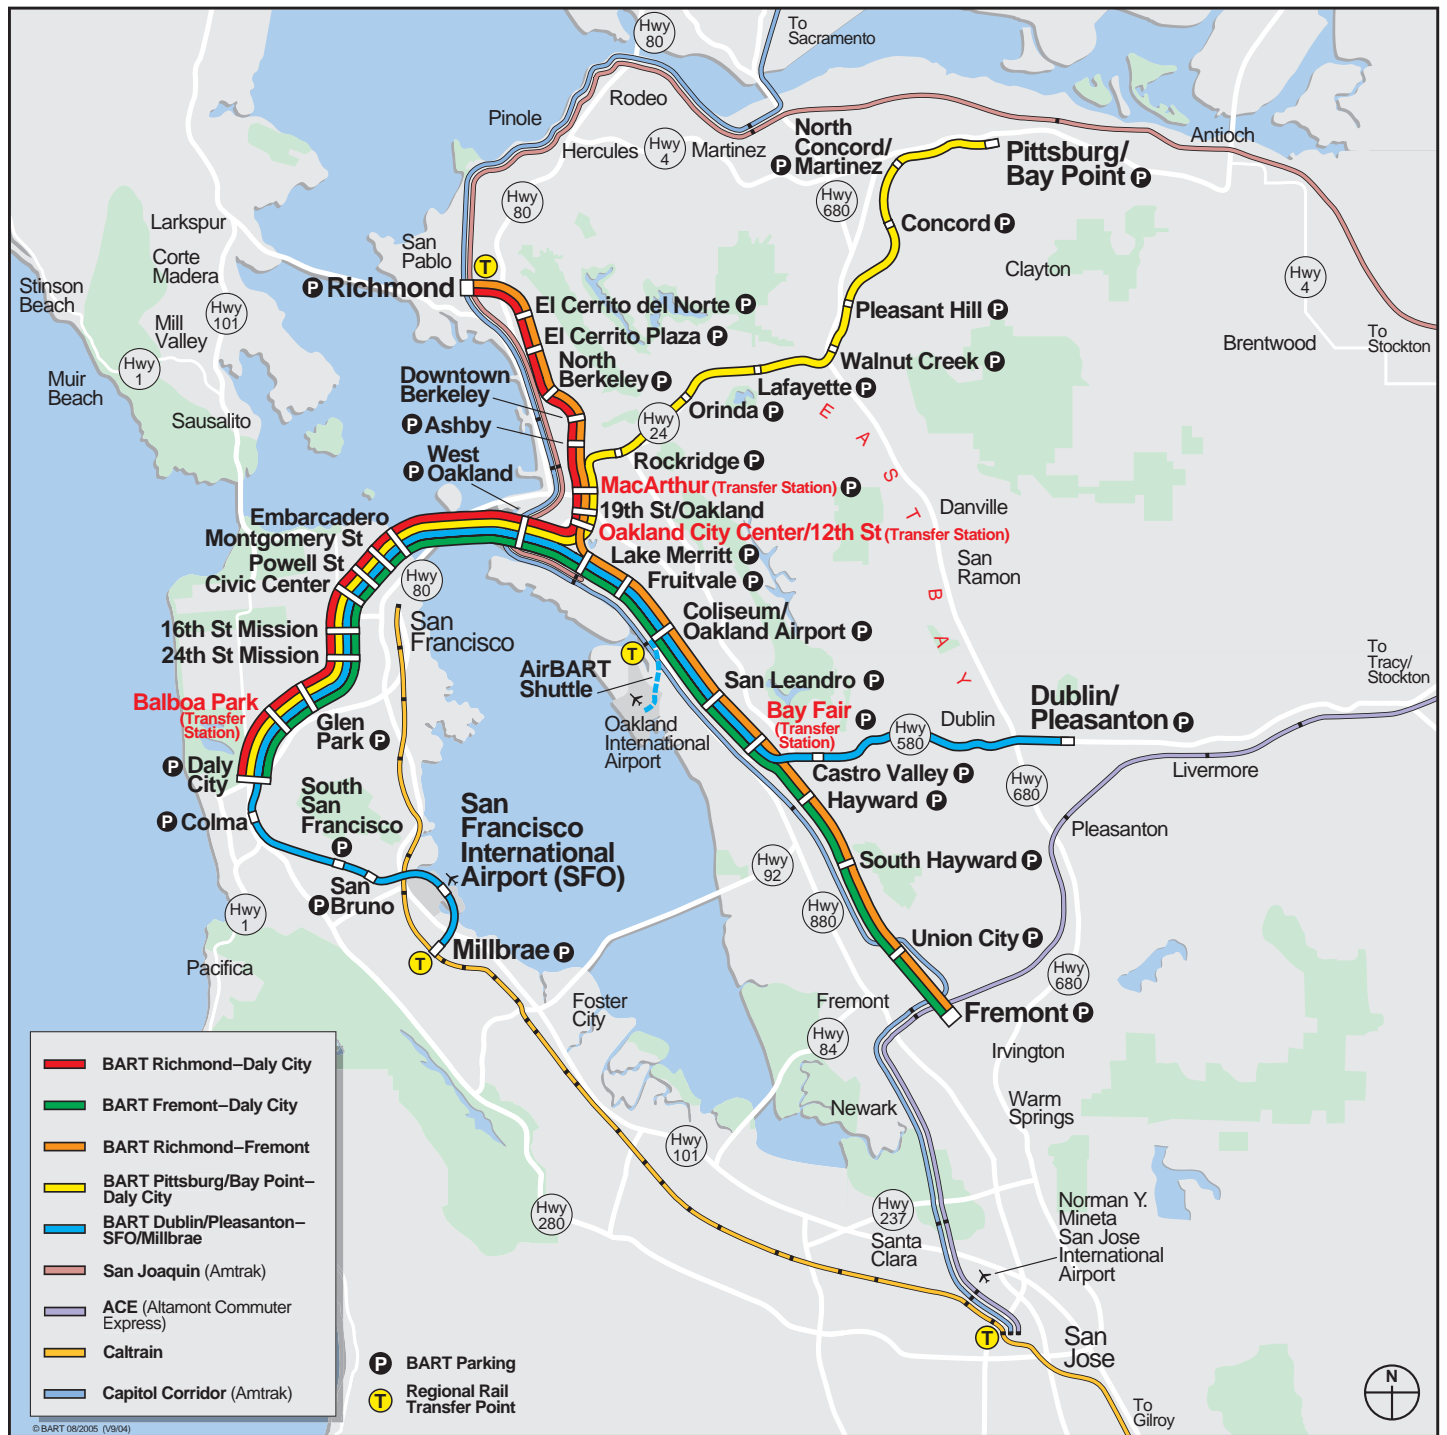 Hwy
80
To
Sacramento
Rodeo
Pinole
Hercules
Hwy
4
Martinez
North
Concord/
Martinez
P
Antioch
Pittsburg/
Bay Point P
Hwy
80
Hwy
680
Concord P
Larkspur
San
Pablo
Corte
Madera
T
Clayton
Hwy
4
Stinson
Beach
P Richmond
El Cerrito del Norte P
Pleasant Hill P
Hwy
101
Mill
Valley
El Cerrito Plaza P
Brentwood
To
Stockton
Hwy
1
North
Berkeley P
Walnut Creek P
Muir
Beach
Downtown
Berkeley
Lafayette P
Orinda P
Sausalito
P Ashby
Hwy
24
EAST BAY
West
P Oakland
Rockridge P
MacArthur (Transfer Station) P
Embarcadero
19th St/Oakland
Danville
Montgomery St
Oakland City Center/12th St (Transfer Station)
Powell St
Lake Merritt P
Civic Center
Hwy
80
Fruitvale P
San
Ramon
16th St Mission
San
Francisco
Coliseum/
Oakland Airport P
24th St Mission
T
AirBART
Shuttle
San Leandro P
To
Tracy/
Stockton
Balboa Park
(Transfer
Station)
Bay Fair P
(Transfer
Station)
Dublin
Dublin/
Pleasanton P
Glen
Park P
Oakland
International
Airport
Hwy
580
P Daly
City
Castro Valley P
Livermore
South
San
Francisco
P
San
Francisco
International
Airport (SFO)
Hayward P
Hwy
680
P Colma
Pleasanton
San
P Bruno
Hwy
92
South Hayward P
Hwy
1
Hwy
880
Union City P
Millbrae P
T
Pacifica
Hwy
680
Foster
City
Fremont
Fremont P
Hwy
84
Irvington
BART Richmond–Daly City
BART Fremont–Daly City
BART Richmond–Fremont
BART Pittsburg/Bay Point–
Daly City
BART Dublin/Pleasanton–
SFO/Millbrae
San Joaquin (Amtrak)
ACE (Altamont Commuter
Express)
Caltrain
Capitol Corridor (Amtrak)
© BART 08/2005 (V9/04)
Newark
Warm
Springs
Hwy
101
Hwy
280
Hwy
237
Santa
Clara
Norman Y.
Mineta
San Jose
International
Airport
T
San
Jose
P BART Parking
T Regional Rail
Transfer Point
To
Gilroy
N